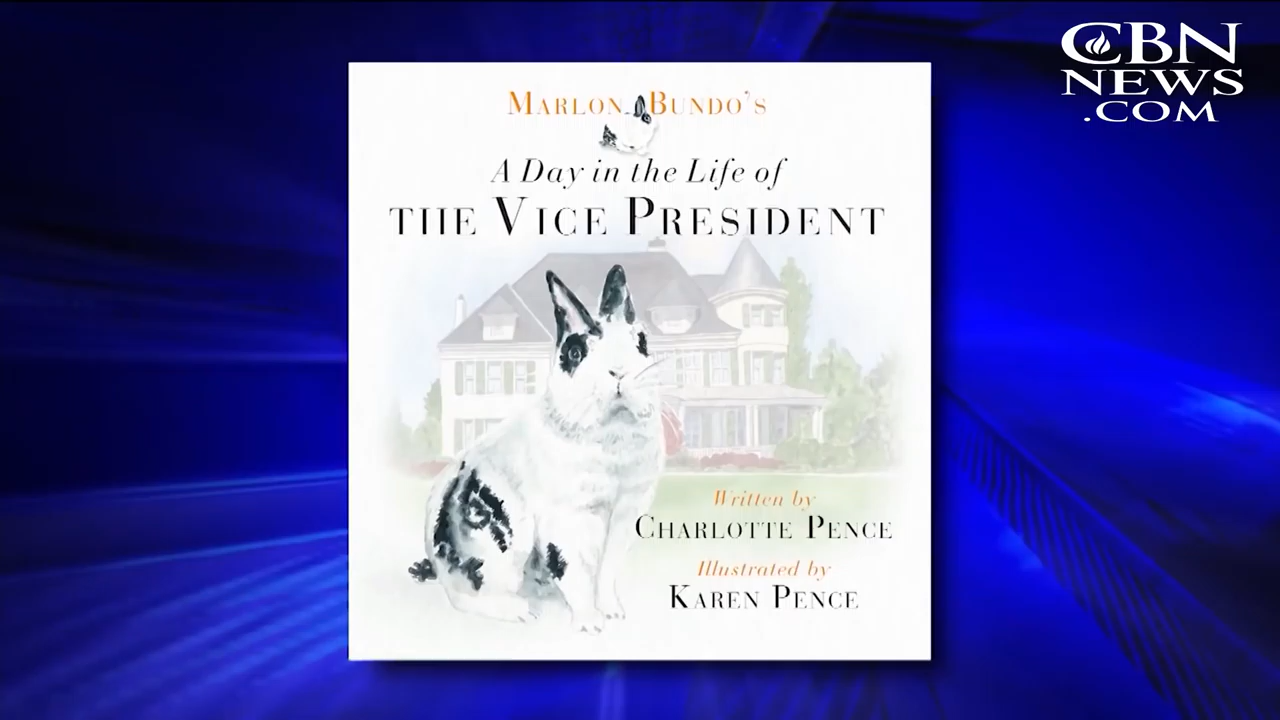 CBN
NEWS
.COM
MARLON BUNDO'S
A Day in the Life of
THE VICE PRESIDENT
Written by
CHARLOTTE PENCE
Illustrated by
KAREN PENCE